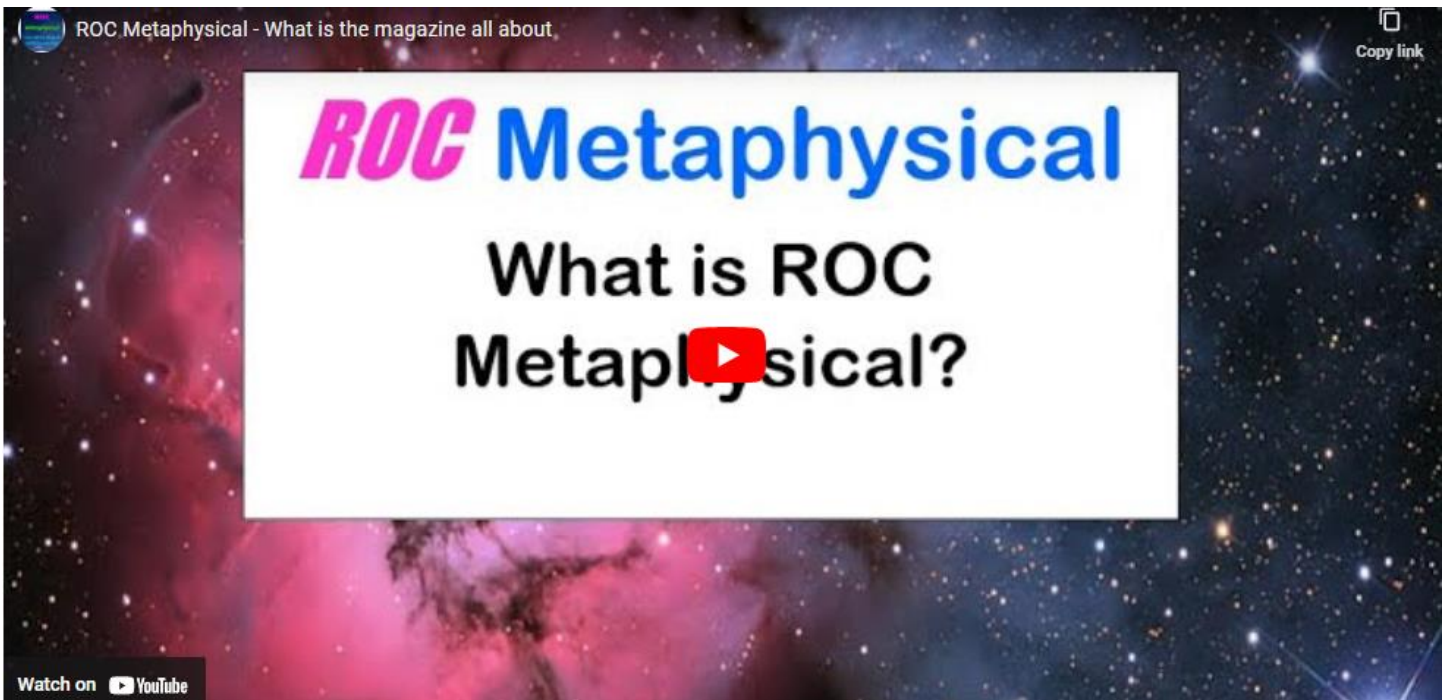 ROC Metaphysical - What is the magazine all about
Copy link
ROC Metaphysical
What is ROC
Metaphysical?
Watch on YouTube